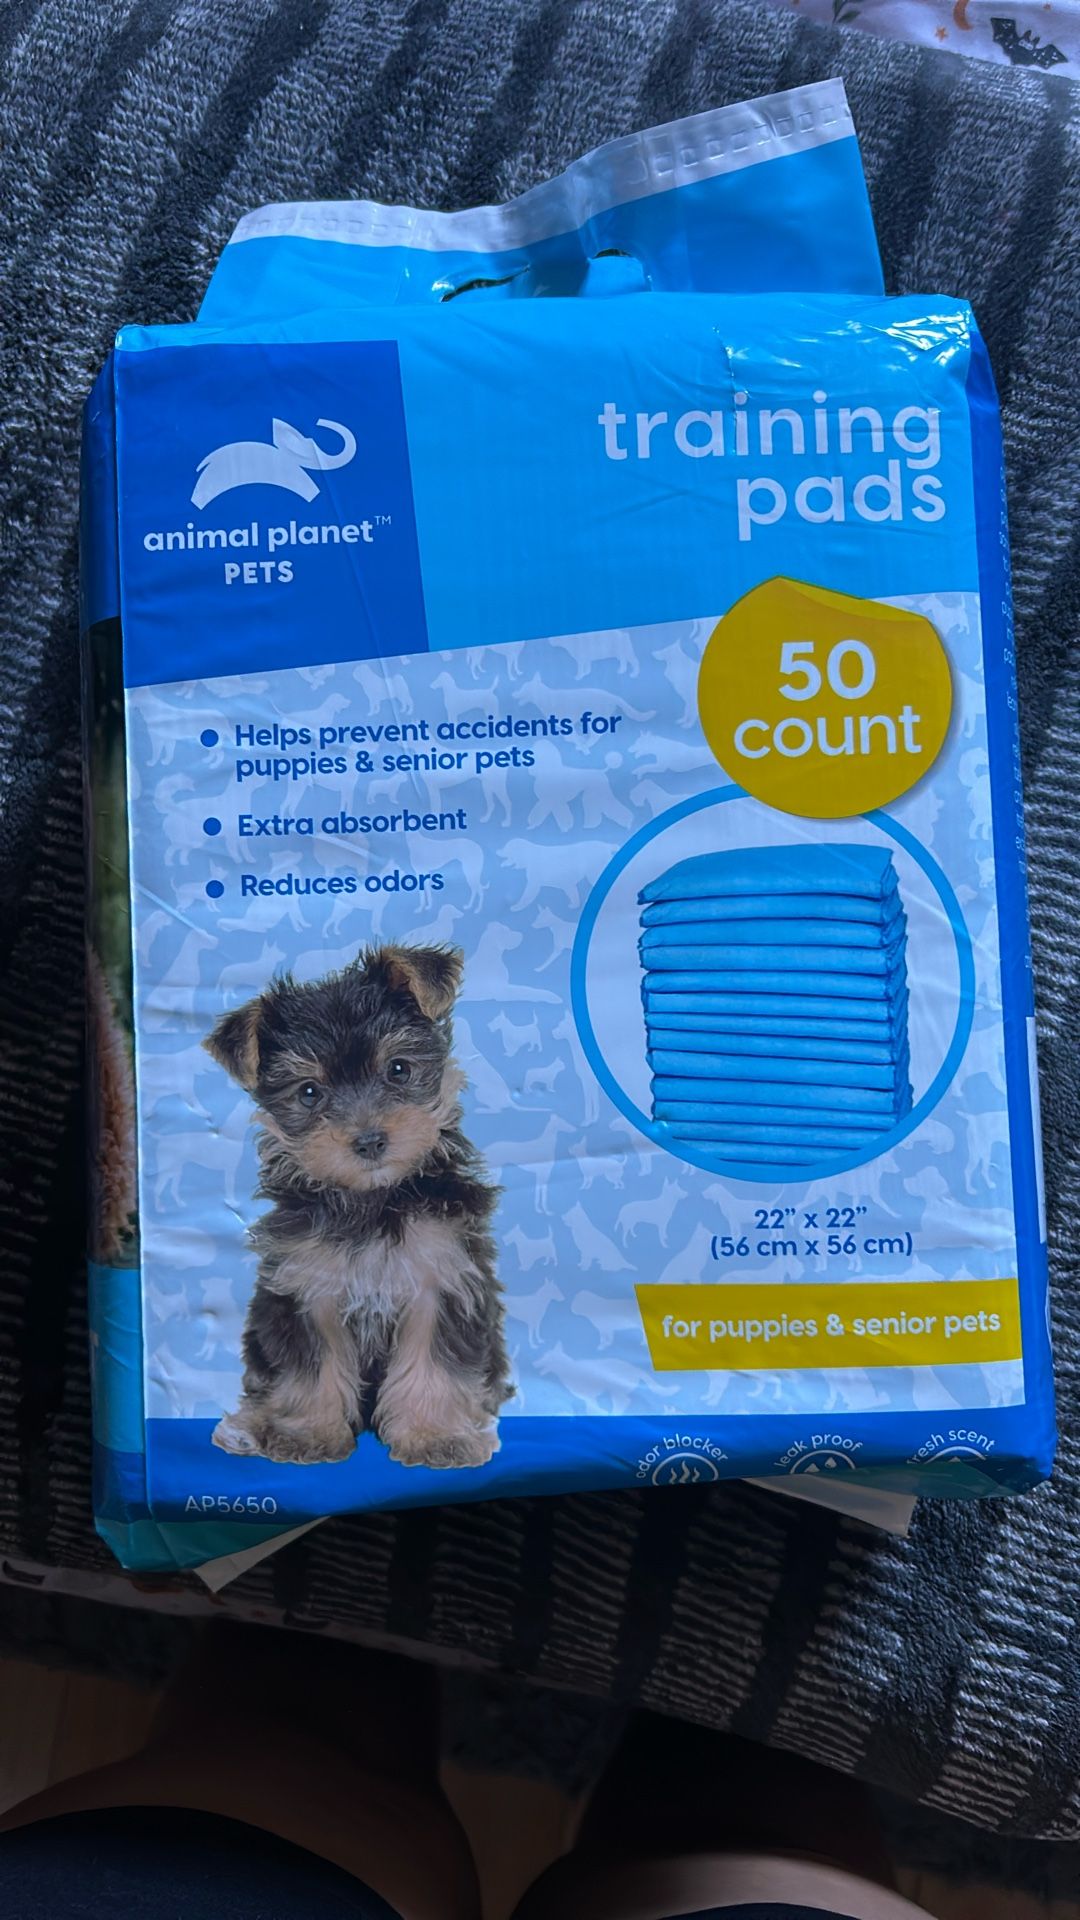 animal planet™
PETS
training
pads
50
count
● Helps prevent accidents for
puppies & senior pets
● Extra absorbent
● Reduces odors
22” x 22”
(56 cm x 56 cm)
for puppies & senior pets
odor blocker
leak proof
fresh scent
AP5650